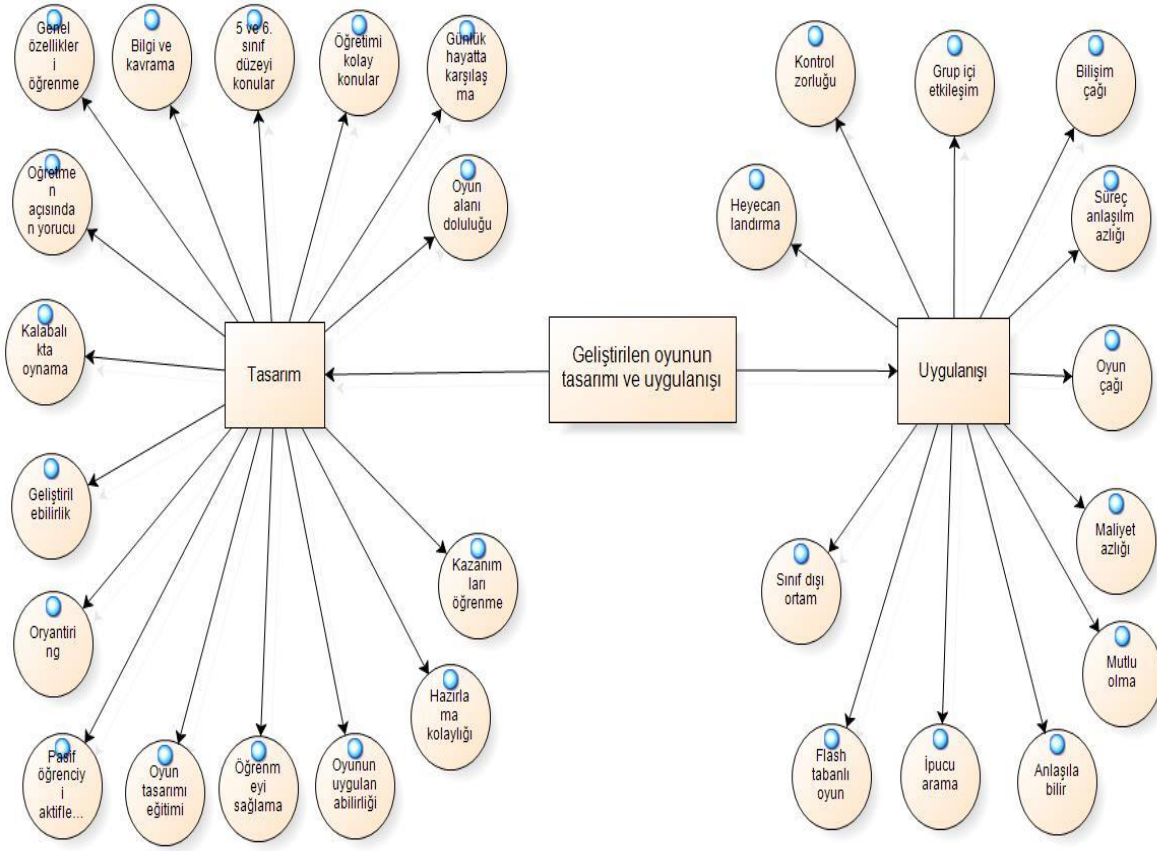 Genel
özellikler
i
öğrenme
Bilgi ve
kavrama
5 ve 6.
sınıf
düzeyi
konular
Öğretimi
kolay
konular
Günlük
hayatta
karşılaş
ma
Kontrol
zorluğu
Grup içi
etkileşim
Bilişim
çağı
Öğretme
n
açısında
n yorucu
Oyun
alanı
doluluğu
Heyecan
landırma
Süreç
anlaşılm
azlığı
Kalabalı
kta
oynama
Tasarım
Geliştirilen oyunun
tasarımı ve uygulanışı
Uygulanışı
Oyun
çağı
Geliştiril
ebilirlik
Kazanım
ları
öğrenme
Sınıf dışı
ortam
Maliyet
azlığı
Oryantiri
ng
Hazırla
ma
kolaylığı
Mutlu
olma
Pasif
öğrenciy
i
aktifle...
Oyun
tasarımı
eğitimi
Öğrenm
eyi
sağlama
Oyunun
uygulan
abilirliği
Flash
tabanlı
oyun
İpucu
arama
Anlaşıla
bilir